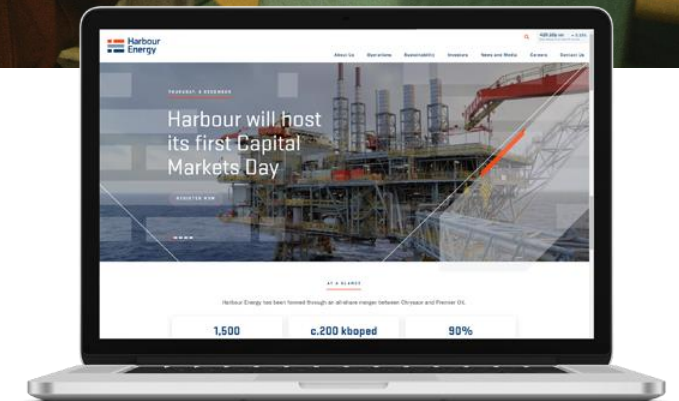 Harbour
Energy
About Us Operations Sustainability Investors News and Media Careers Contact Us
THURSDAY, 9 DECEMBER
Harbour will host
its first Capital
Markets Day
REGISTER NOW
AT A GLANCE
Harbour Energy has been formed through an all-share merger between Chrysaor and Premier Oil.
1,500 c.200 kboped 90%